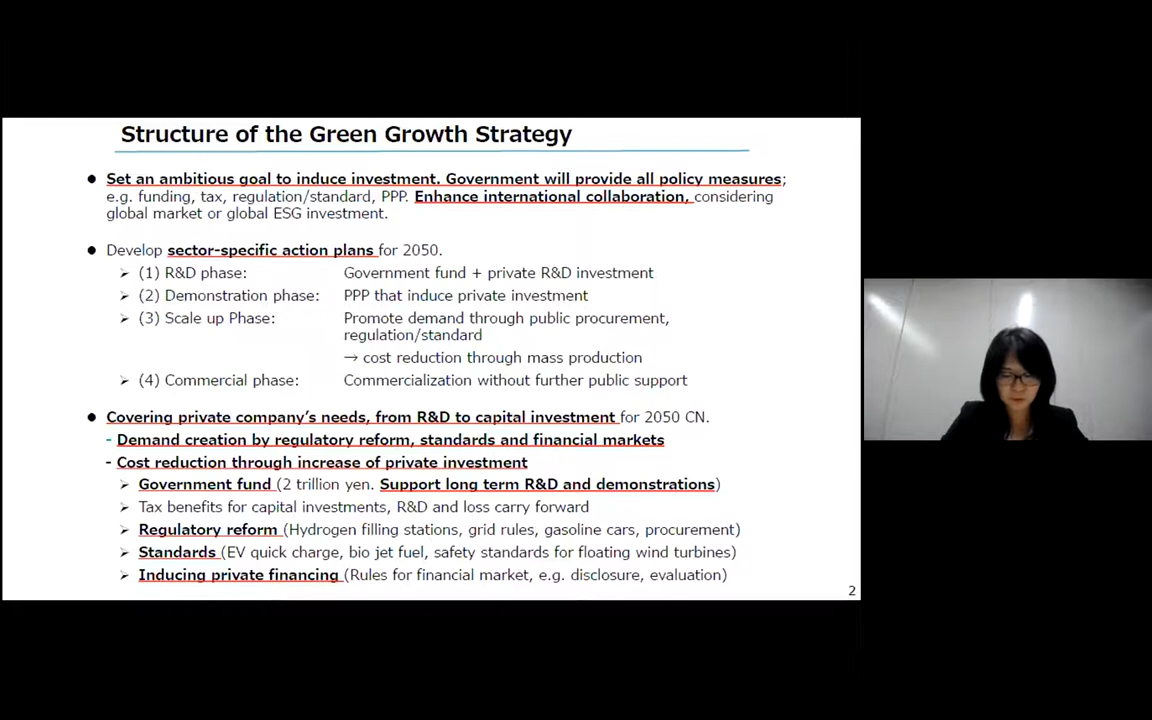 Structure of the Green Growth Strategy
● Set an ambitious goal to induce investment. Government will provide all policy measures;
e.g. funding, tax, regulation/standard, PPP. Enhance international collaboration, considering
global market or global ESG investment.
● Develop sector-specific action plans for 2050.
➢ (1) R&D phase: Government fund + private R&D investment
➢ (2) Demonstration phase: PPP that induce private investment
➢ (3) Scale up Phase: Promote demand through public procurement,
regulation/standard
→ cost reduction through mass production
➢ (4) Commercial phase: Commercialization without further public support
● Covering private company's needs, from R&D to capital investment for 2050 CN.
- Demand creation by regulatory reform, standards and financial markets
- Cost reduction through increase of private investment
➢ Government fund (2 trillion yen. Support long term R&D and demonstrations)
➢ Tax benefits for capital investments, R&D and loss carry forward
➢ Regulatory reform (Hydrogen filling stations, grid rules, gasoline cars, procurement)
➢ Standards (EV quick charge, bio jet fuel, safety standards for floating wind turbines)
➢ Inducing private financing (Rules for financial market, e.g. disclosure, evaluation)
2